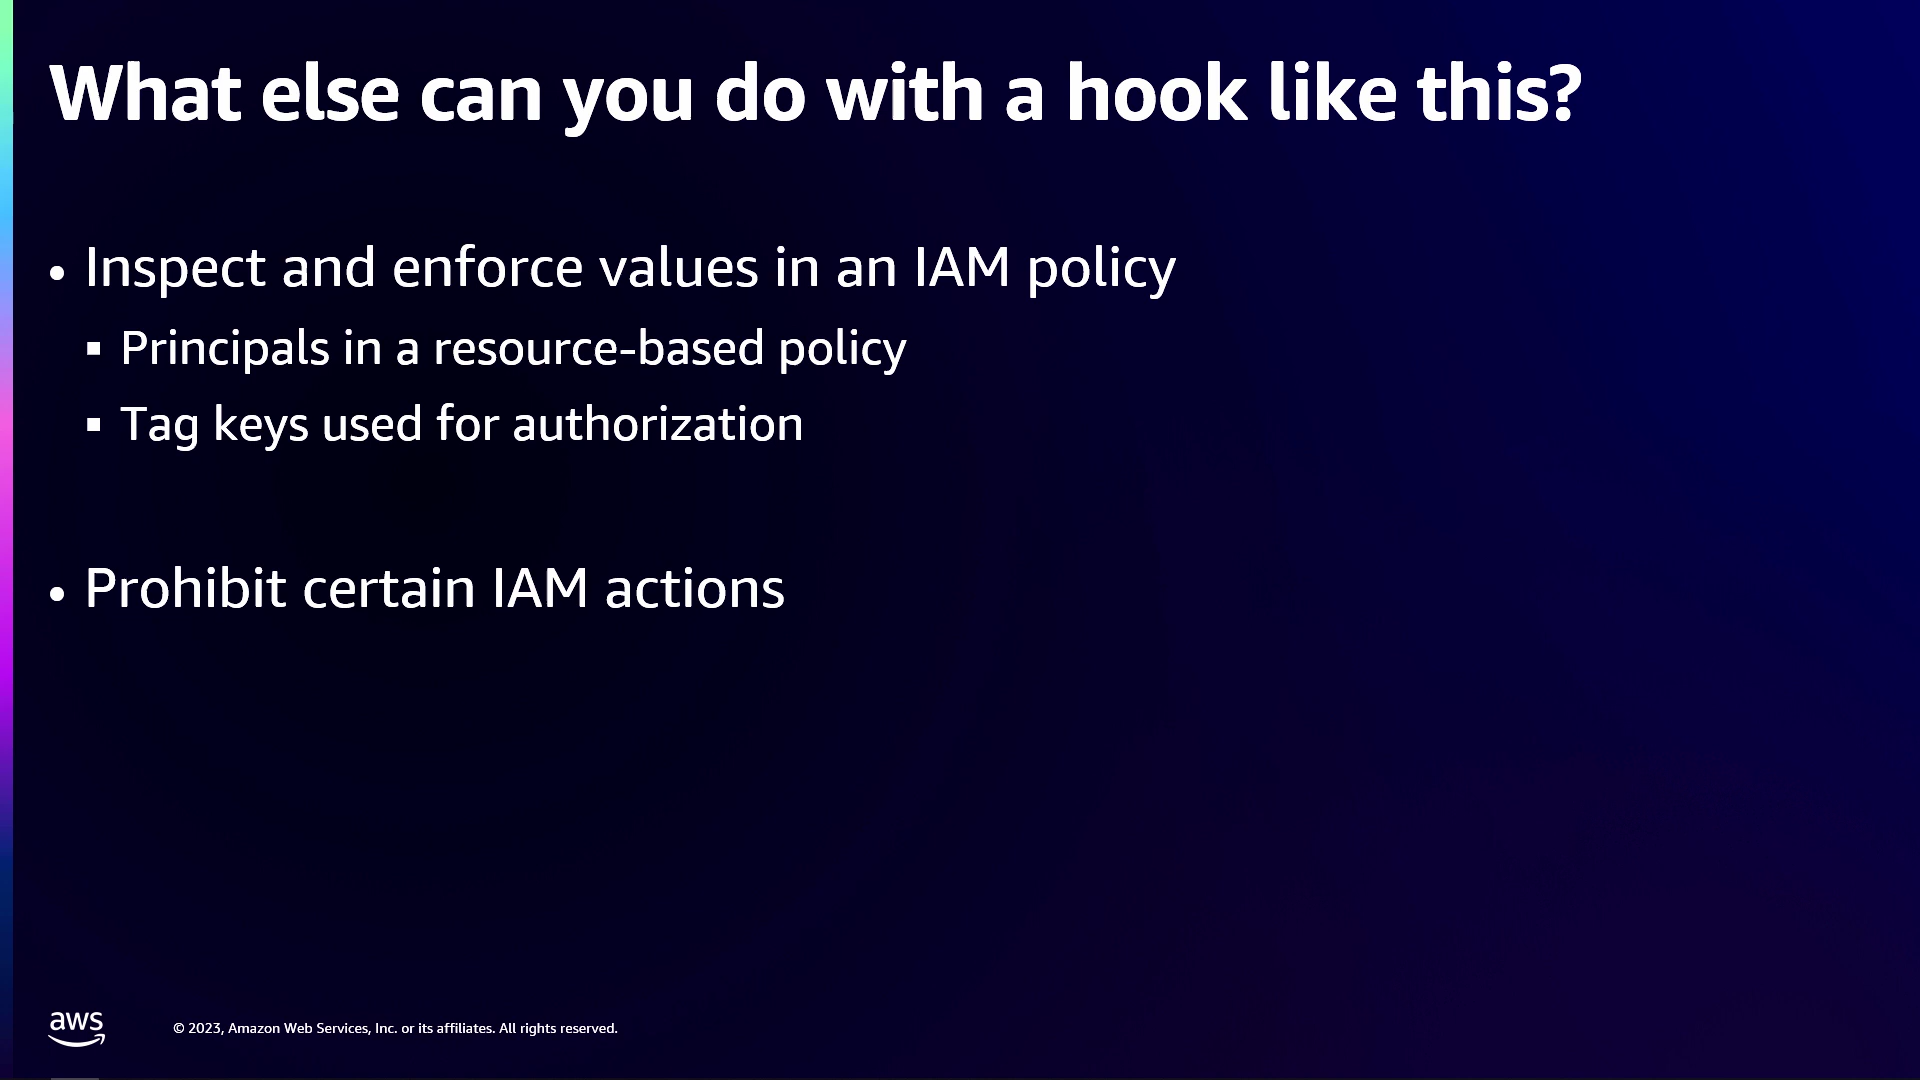 What else can you do with a hook like this?
• Inspect and enforce values in an IAM policy
▪ Principals in a resource-based policy
▪ Tag keys used for authorization
• Prohibit certain IAM actions
aws
© 2023, Amazon Web Services, Inc. or its affiliates. All rights reserved.